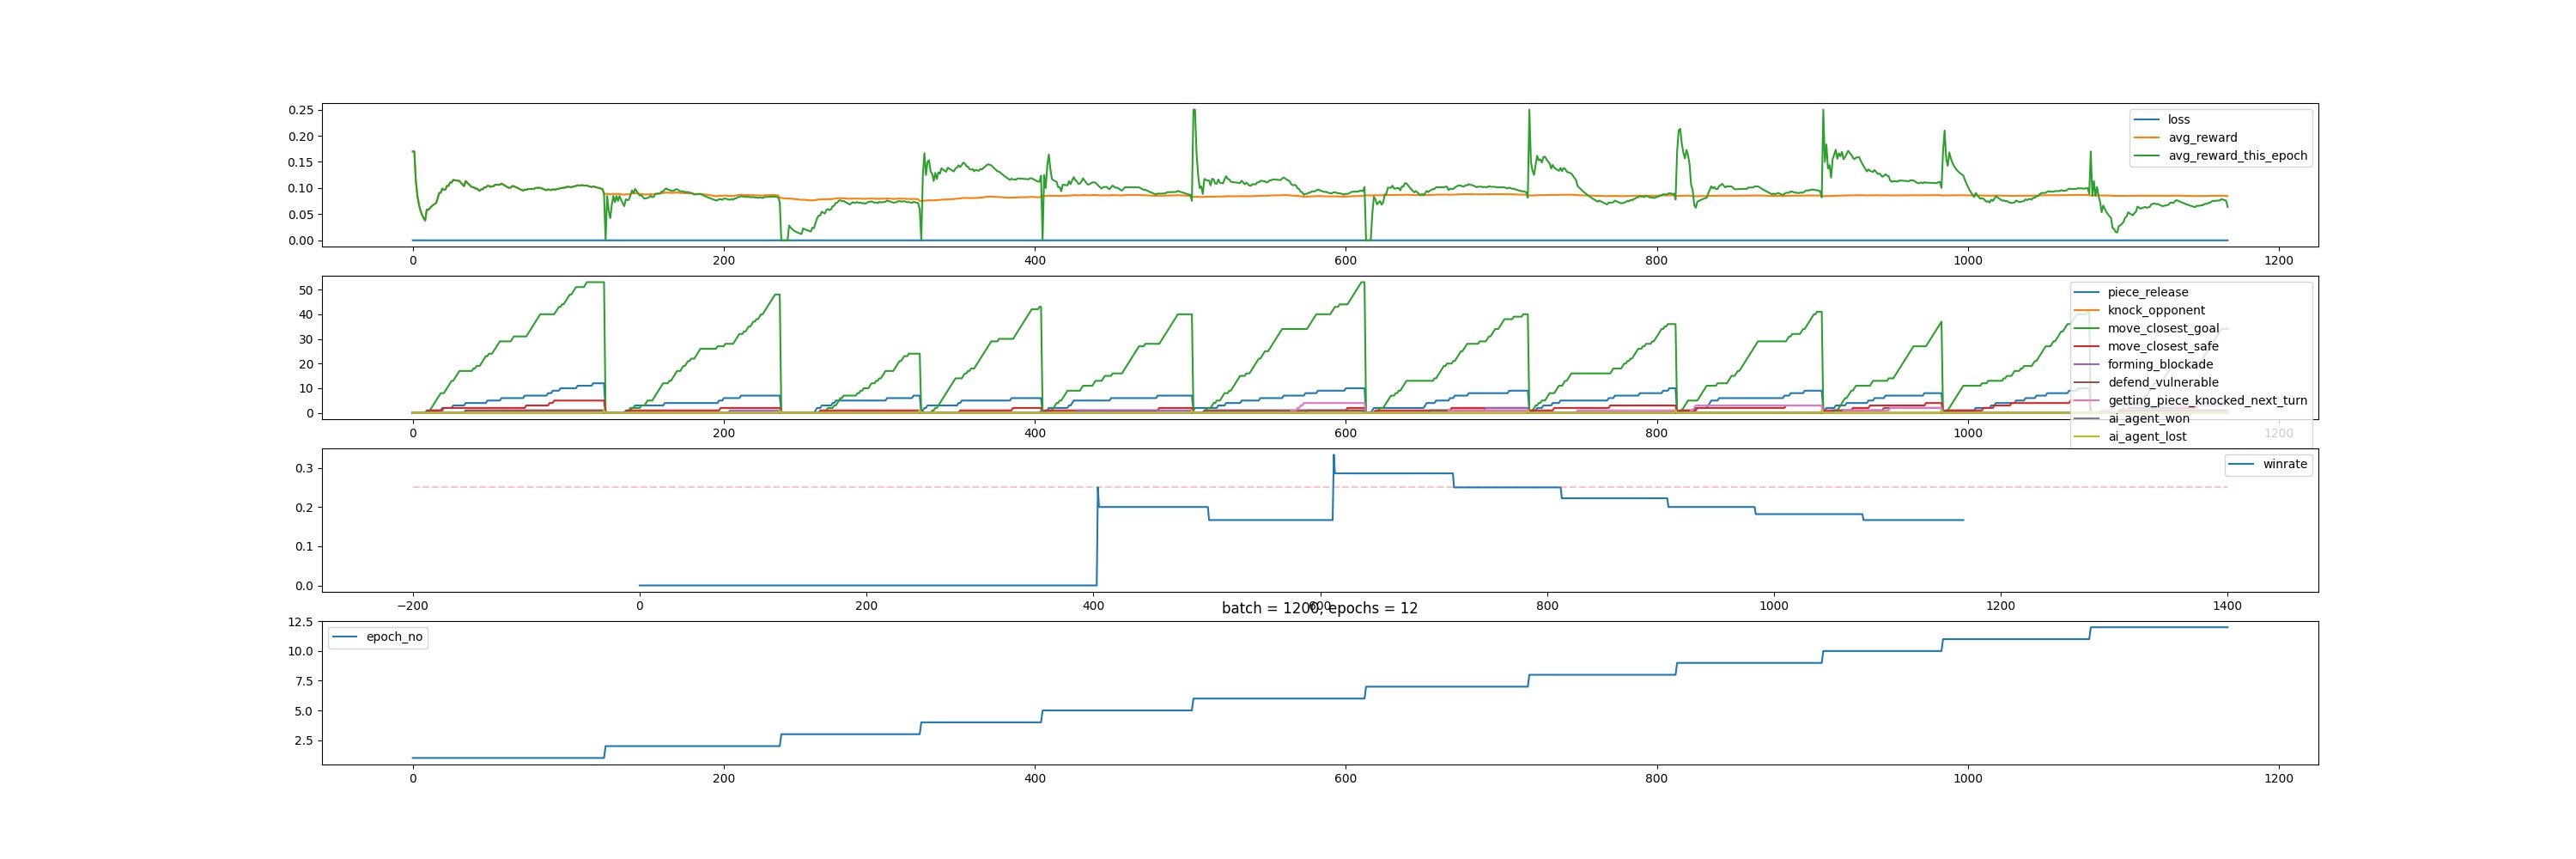 0.25
0.20
0.15
0.10
0.05
0.00
loss
avg_reward
avg_reward_this_epoch
0 200 400 600 800 1000 1200
50
40
30
20
10
0
piece_release
knock_opponent
move_closest_goal
move_closest_safe
forming_blockade
defend_vulnerable
getting_piece_knocked_next_turn
ai_agent_won
ai_agent_lost
0 200 400 600 800 1000 1200
0.3
0.2
0.1
0.0
winrate
−200 0 200 400 600 800 1000 1200 1400
batch = 1200, epochs = 12
12.5
10.0
7.5
5.0
2.5
epoch_no
0 200 400 600 800 1000 1200